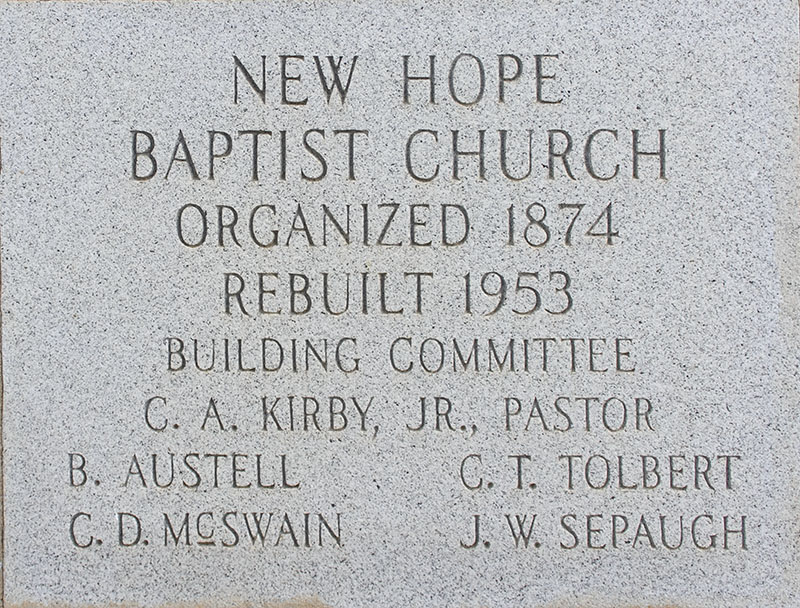 NEW HOPE
BAPTIST CHURCH
ORGANIZED 1874
REBUILT 1953
BUILDING COMMITTEE
C. A. KIRBY, JR., PASTOR
B. AUSTELL C. T. TOLBERT
C. D. McSWAIN J. W. SEPAUGH